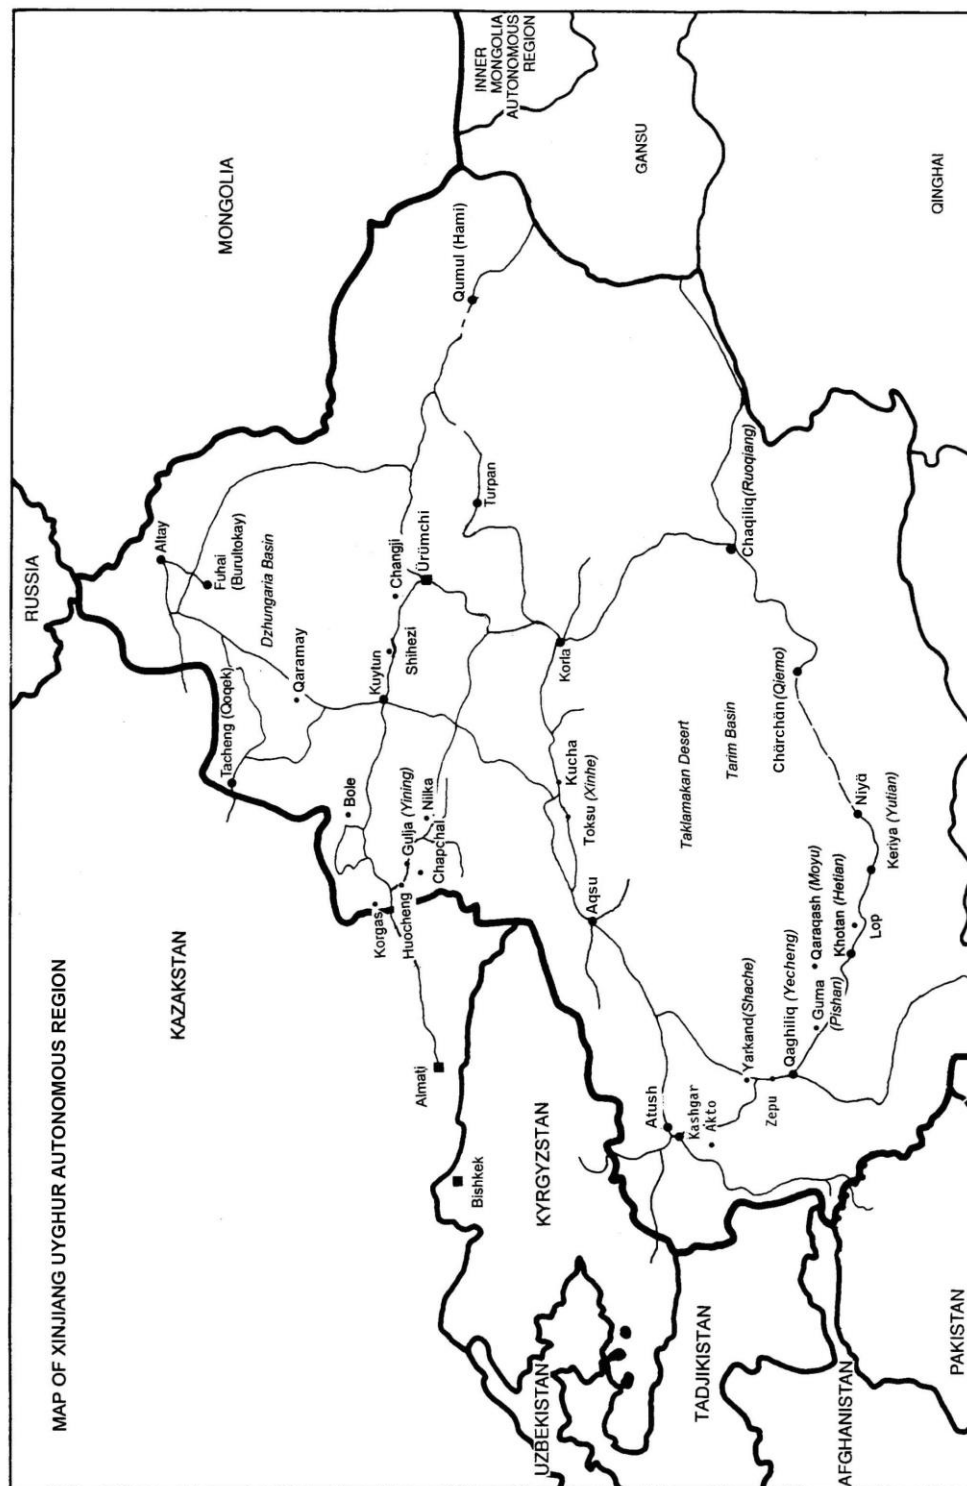 MAP OF XINJIANG UYGHUR AUTONOMOUS REGION
RUSSIA
MONGOLIA
KAZAKSTAN
INNER
MONGOLIA
AUTONOMOUS
REGION
GANSU
QINGHAI
Altay
Fuhai
(Burultokay)
Tacheng (Qoqek)
Dzhungaria Basin
Qaramay
Qumul (Hami)
Bole
Kuytun
Shihezi
Changji
Ürümchi
Turpan
Korgas
Huocheng
Gulja (Yining)
Nilka
Chapchal
Almatj
Bishkek
KYRGYZSTAN
Aqsu
Toksu (Xinhe)
Kucha
Korla
Taklamakan Desert
Tarim Basin
Chaqiliq (Ruoqiang)
Chärchän (Qiemo)
Atush
Kashgar
Akto
Yarkand (Shache)
Zepu
Qaghiliq (Yecheng)
Guma
(Pishan)
Qaraqash (Moyu)
Khotan (Hetian)
Lop
Keriya (Yutian)
Niyä
UZBEKISTAN
TADJIKISTAN
AFGHANISTAN
PAKISTAN